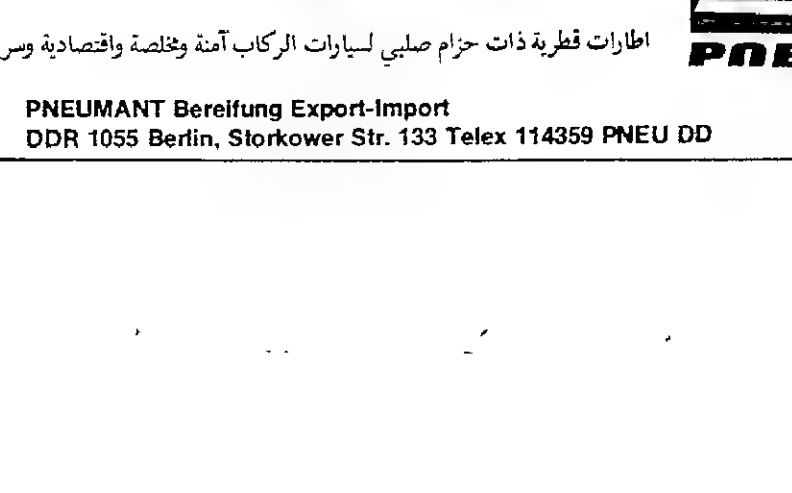 اطارات قطرية ذات حزام صلبي لسيارات الركاب آمنة ومخلصة واقتصادية
PNEUMANT Bereifung Export-Import
DDR 1055 Berlin, Storkower Str. 133 Telex 114359 PNEU DD